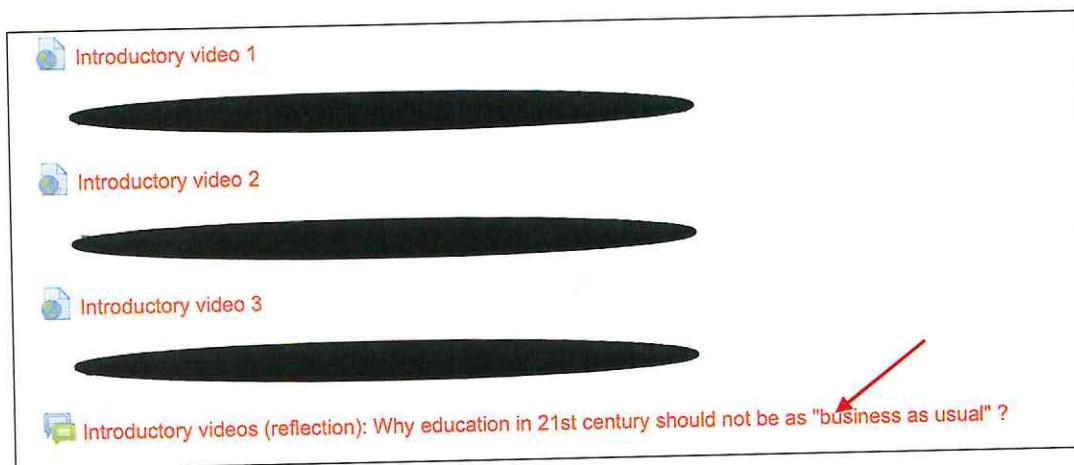 Introductory video 1
Introductory video 2
Introductory video 3
Introductory videos (reflection): Why education in 21st century should not be as "business as usual" ?